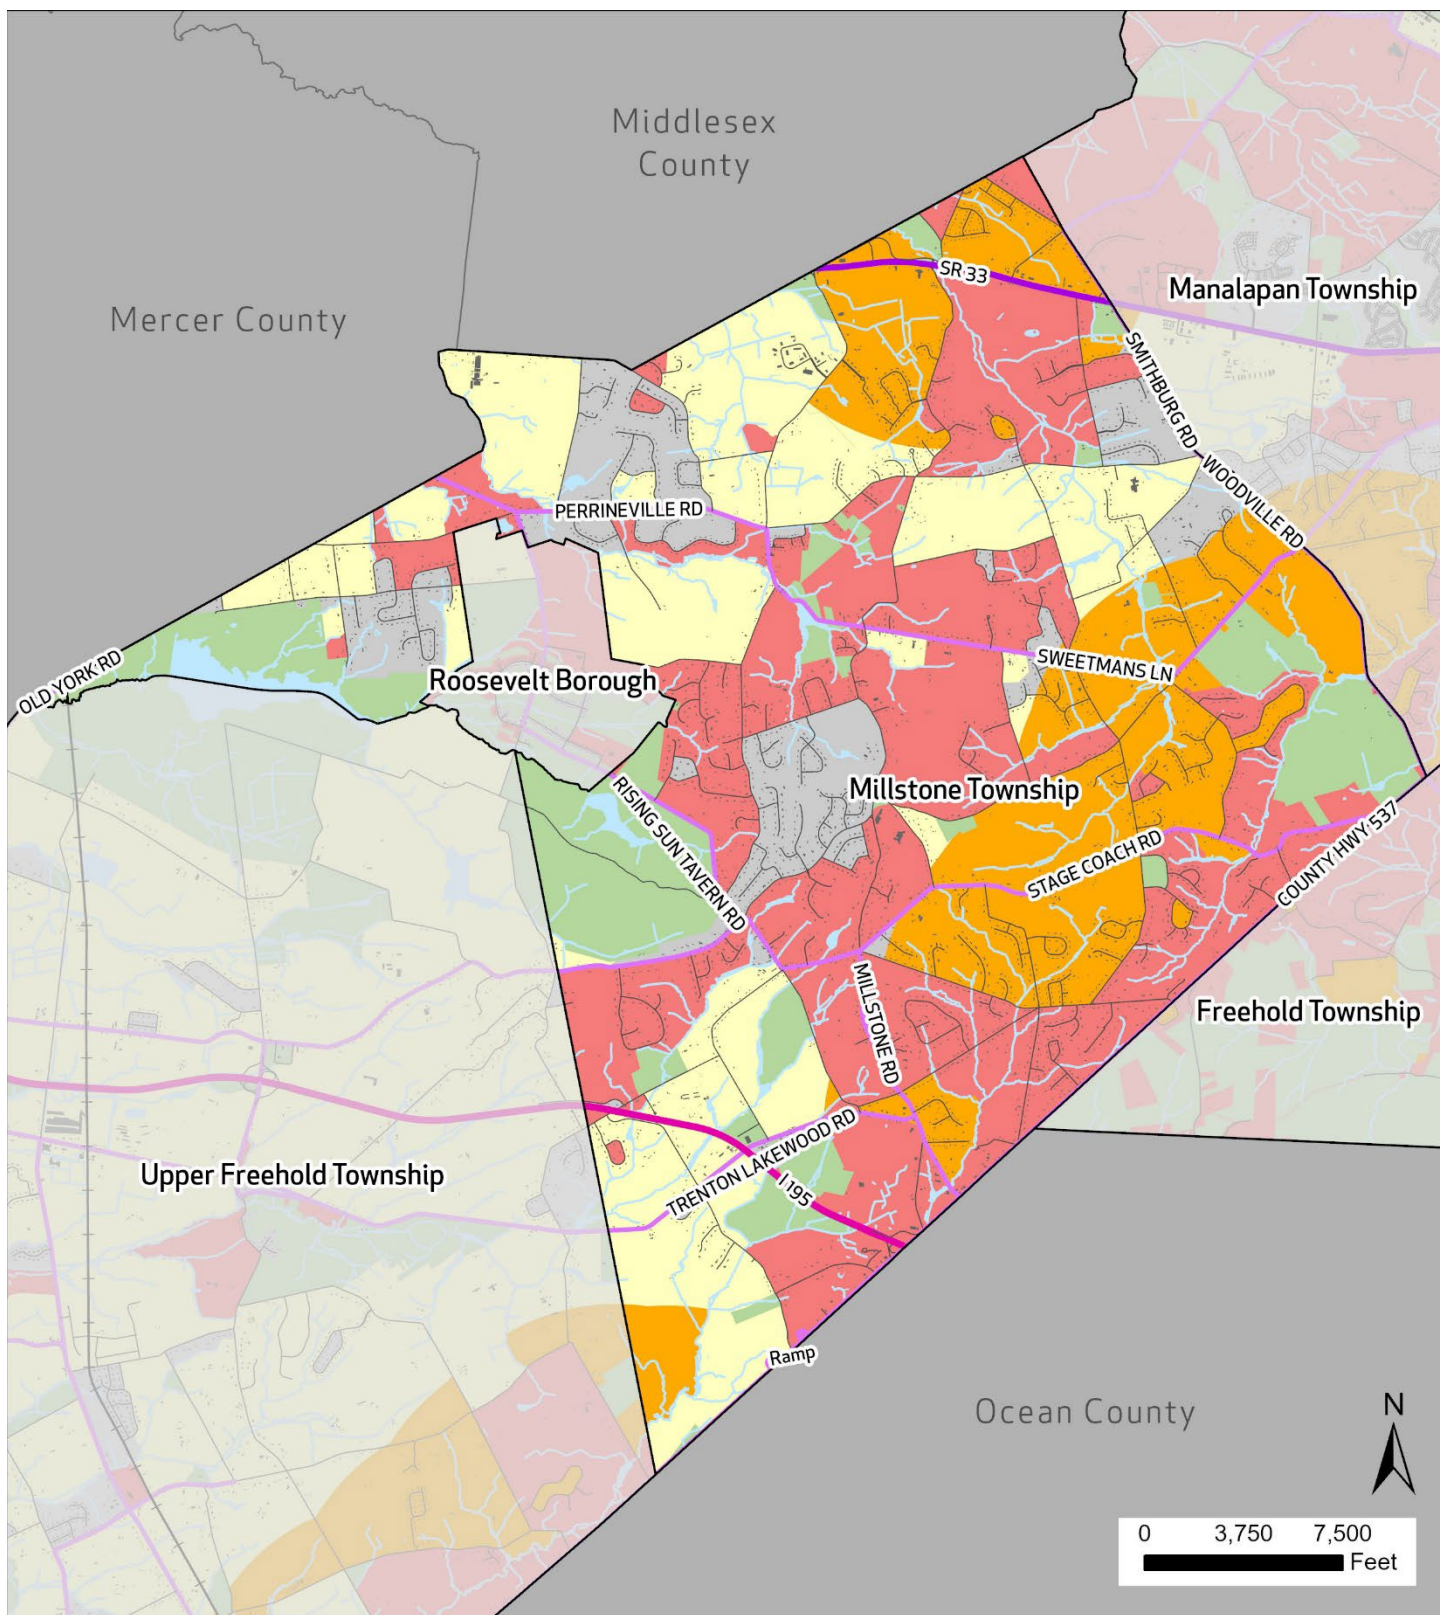 Middlesex
County
Mercer County
SR 33
Manalapan Township
SMITHBURG RD
WOODVILLE RD
PERRINEVILLE RD
OLD YORK RD
Roosevelt Borough
SWEETMANS LN
RISING SUN TAVERN RD
Millstone Township
STAGE COACH RD
COUNTY HWY 537
MILLSTONE RD
Freehold Township
TRENTON LAKEWOOD RD
I 195
Upper Freehold Township
Ramp
Ocean County
N
0 3,750 7,500
Feet